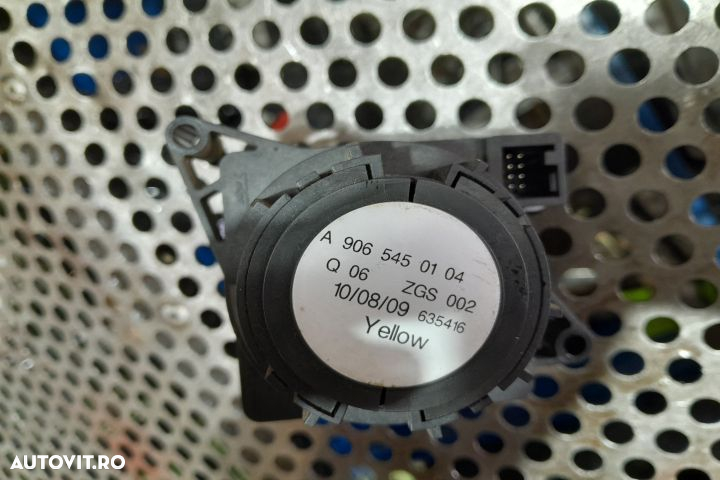 A 906 545 01 04
Q 06 ZGS 002
10/08/09 635416
Yellow
AUTOVIT.RO